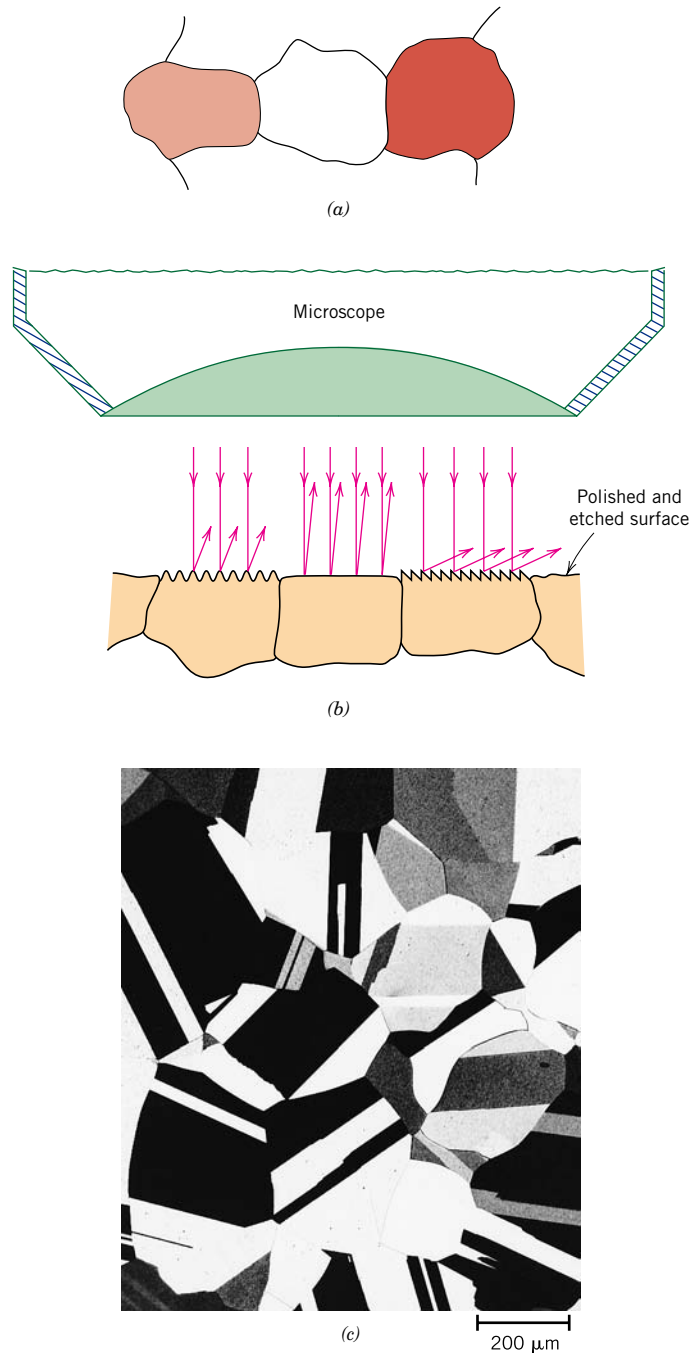 (a)
Microscope
Polished and
etched surface
(b)
(c)
200 μm